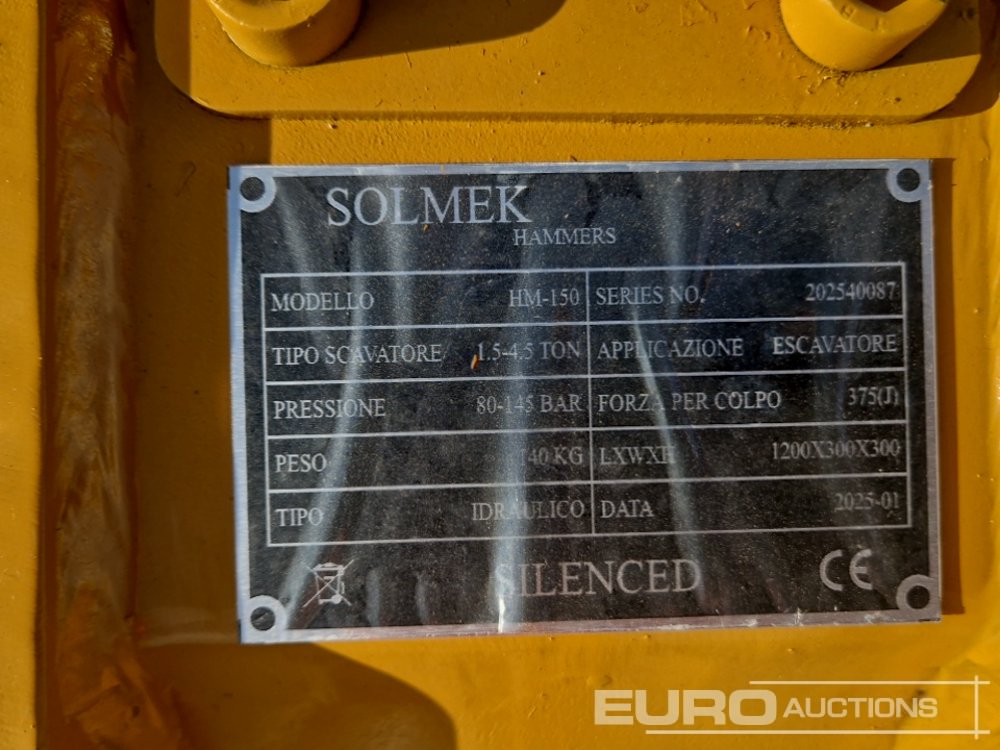 SOLMEK
HAMMERS
MODELLO HM-150 SERIES NO. 202540087
TIPO SCAVATORE 1.5-4.5 TON APPLICAZIONE ESCAVATORE
PRESSIONE 80-145 BAR FORZA PER COLPO 375(J)
PESO KG LXWXH 1200X300X300
TIPO IDRAULICO DATA 2025-01
SILENCED CE
EURO AUCTIONS